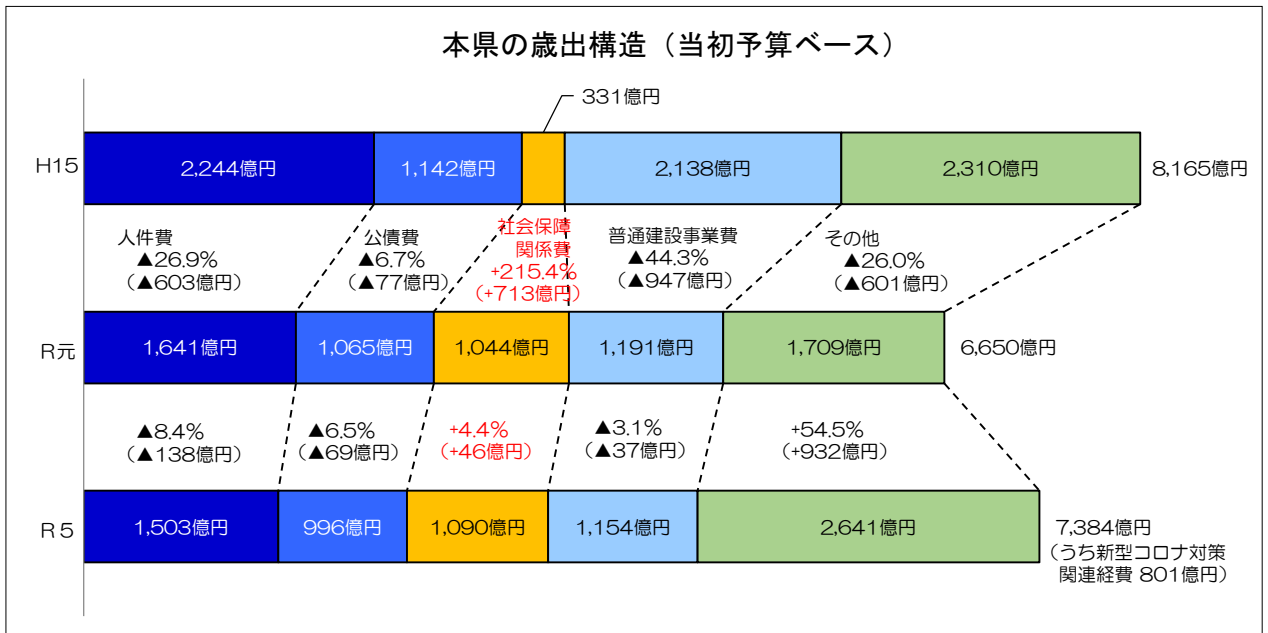 本県の歳出構造（当初予算ベース）
331億円
H15
2,244億円
1,142億円
2,138億円
2,310億円
8,165億円
人件費
▲26.9%
（▲603億円）
公債費
▲6.7%
（▲77億円）
社会保障
関係費
+215.4%
（+713億円）
普通建設事業費
▲44.3%
（▲947億円）
その他
▲26.0%
（▲601億円）
R元
1,641億円
1,065億円
1,044億円
1,191億円
1,709億円
6,650億円
▲8.4%
（▲138億円）
▲6.5%
（▲69億円）
+4.4%
（+46億円）
▲3.1%
（▲37億円）
+54.5%
（+932億円）
R5
1,503億円
996億円
1,090億円
1,154億円
2,641億円
7,384億円
（うち新型コロナ対策
関連経費 801億円）